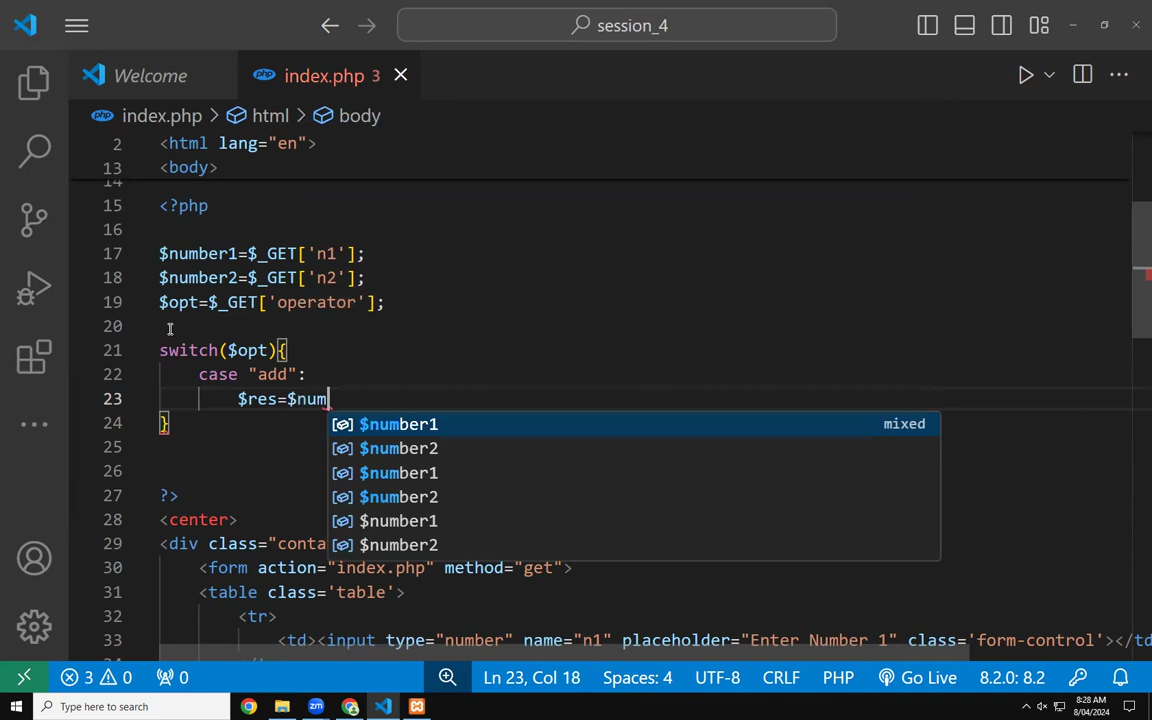 session_4
Welcome
index.php 3
index.php > html > body
2 <html lang="en">
13 <body>
14
15 <?php
16
17 $number1=$_GET['n1'];
18 $number2=$_GET['n2'];
19 $opt=$_GET['operator'];
20
21 switch($opt){
22 case "add":
23 $res=$num
24 }
$number1 mixed
$number2
25
$number1
26
$number2
27 ?>
$number1
28 <center>
$number2
29 <div class="conta
30 <form action="index.php" method="get">
31 <table class='table'>
32 <tr>
33 <td><input type="number" name="n1" placeholder="Enter Number 1" class='form-control'></td
3 0 0 Ln 23, Col 18 Spaces: 4 UTF-8 CRLF PHP Go Live 8.2.0: 8.2
Type here to search
8:28 AM
8/04/2024